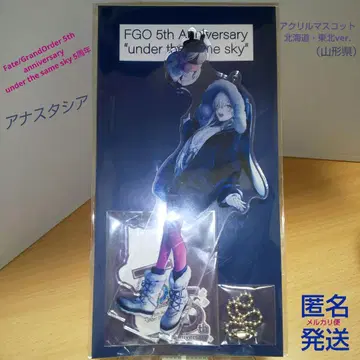 FGO 5th Anniversary
"under the same sky"
Fate/GrandOrder 5th
anniversary
under the same sky 5周年
アナスタシア
アクリルマスコット
北海道・東北ver.
（山形県）
匿名
メルカリ便
発送